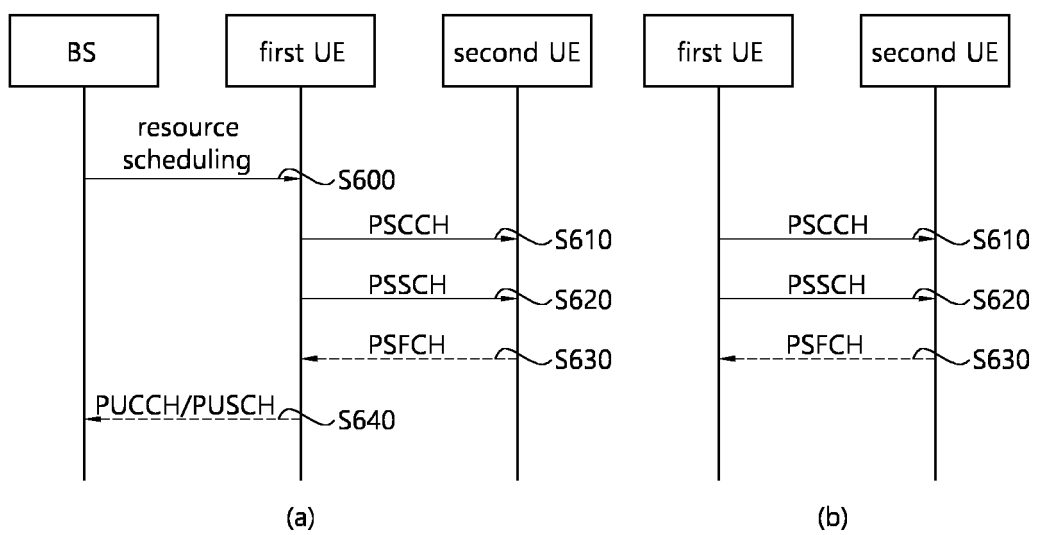 BS
first UE
second UE
first UE
second UE
resource
scheduling
S600
PSCCH
S610
PSSCH
S620
PSFCH
S630
PUCCH/PUSCH
S640
PSCCH
S610
PSSCH
S620
PSFCH
S630
(a)
(b)